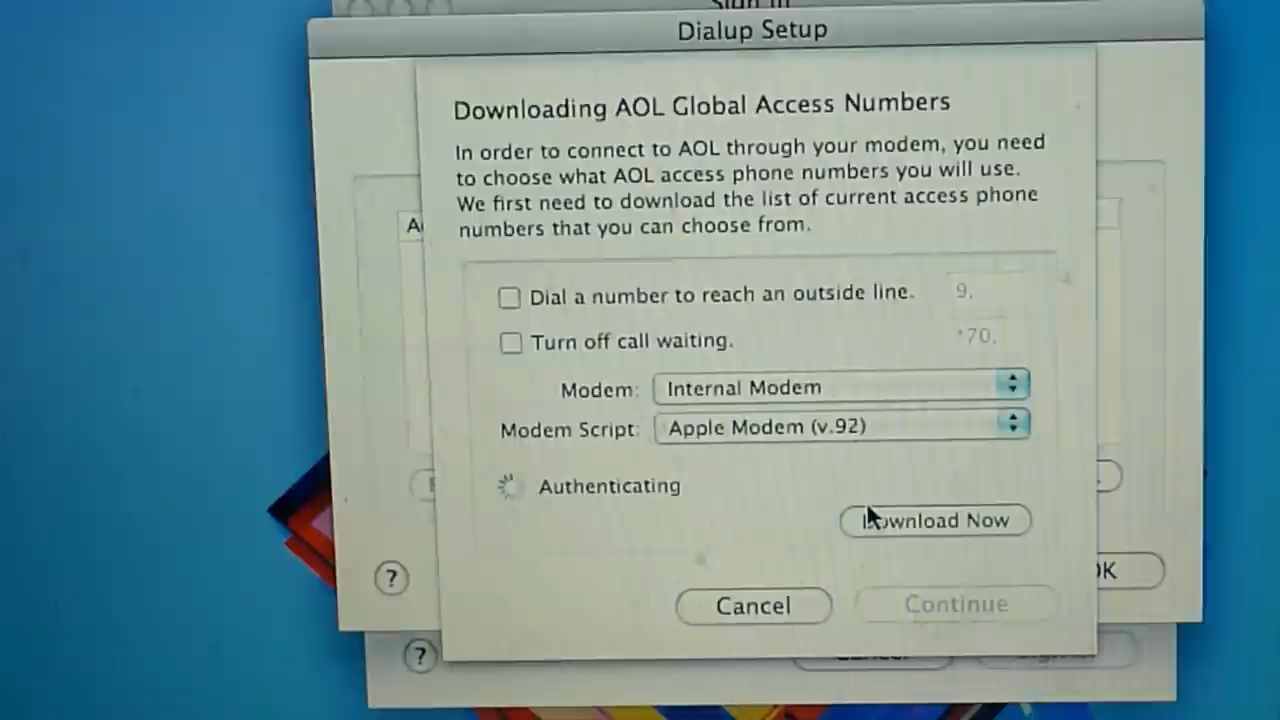 Sign In
Dialup Setup
Downloading AOL Global Access Numbers
In order to connect to AOL through your modem, you need
to choose what AOL access phone numbers you will use.
We first need to download the list of current access phone
numbers that you can choose from.
Dial a number to reach an outside line. 9,
Turn off call waiting. *70,
Modem: Internal Modem
Modem Script: Apple Modem (v.92)
Authenticating
Download Now
? OK
Cancel Continue
?